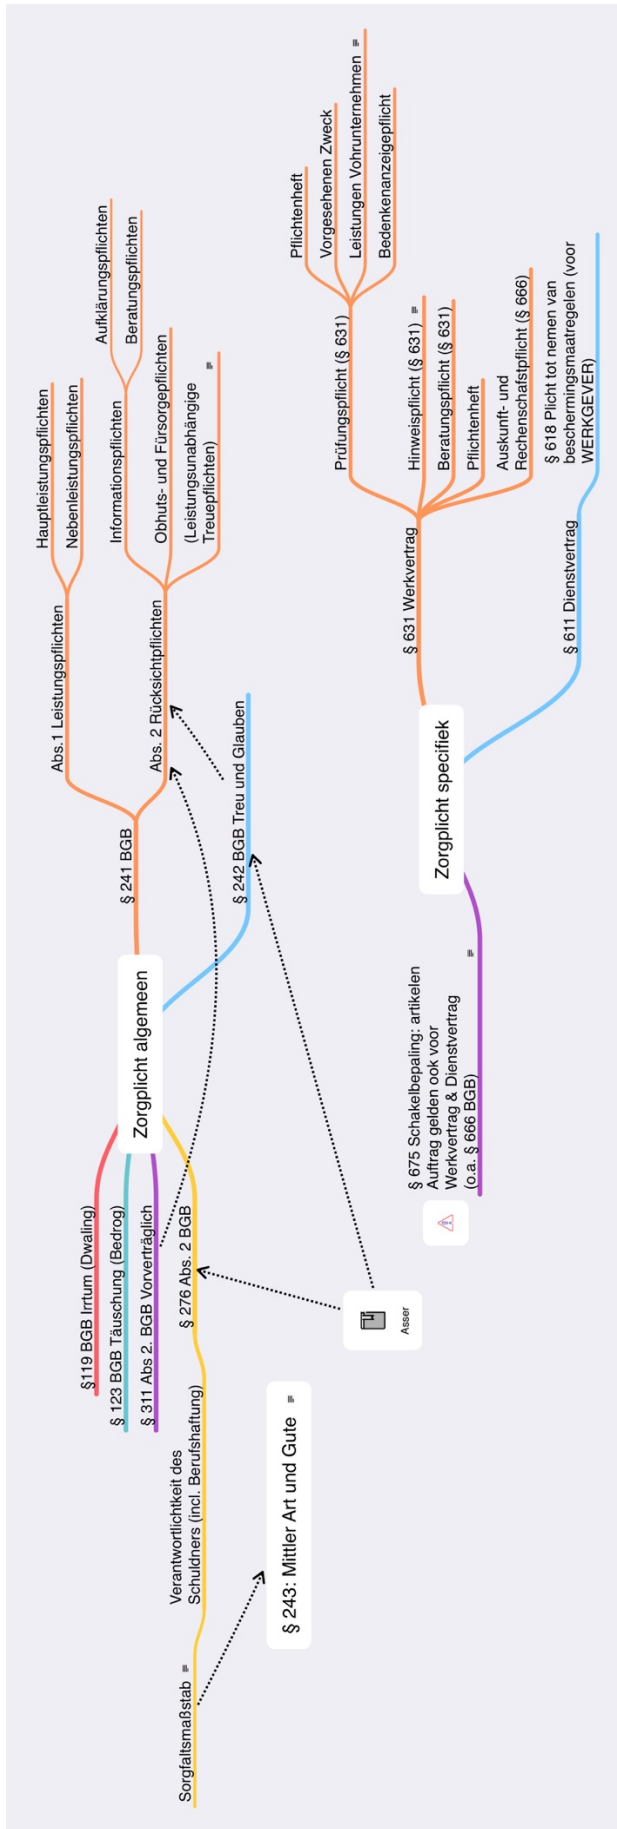 Zorgplicht algemeen
§119 BGB Irrtum (Dwaling)
§ 123 BGB Täuschung (Bedrog)
§ 311 Abs 2. BGB Vorverträglich
§ 276 Abs. 2 BGB
Verantwortlichkeit des
Schuldners (incl. Berufshaftung)
Sorgfaltsmaßstab
§ 243: Mittler Art und Gute
Asser
§ 241 BGB
Abs.1 Leistungspflichten
Hauptleistungspflichten
Nebenleistungspflichten
Abs. 2 Rücksichtpflichten
Informationspflichten
Aufklärungspflichten
Beratungspflichten
Obhuts- und Fürsorgepflichten
(Leistungsunabhängige
Treuepflichten)
§ 242 BGB Treu und Glauben
Zorgplicht specifiek
§ 675 Schakelbepaling: artikelen
Auftrag gelden ook voor
Werkvertrag & Dienstvertrag
(o.a. § 666 BGB)
§ 631 Werkvertrag
Prüfungspflicht (§ 631)
Pflichtenheft
Vorgesehenen Zweck
Leistungen Vohrunternehmen
Bedenkenanzeigepflicht
Hinweispflicht (§ 631)
Beratungspflicht (§ 631)
Pflichtenheft
Auskunft- und
Rechenschafstpflicht (§ 666)
§ 611 Dienstvertrag
§ 618 Plicht tot nemen van
beschermingsmaatregelen (voor
WERKGEVER)